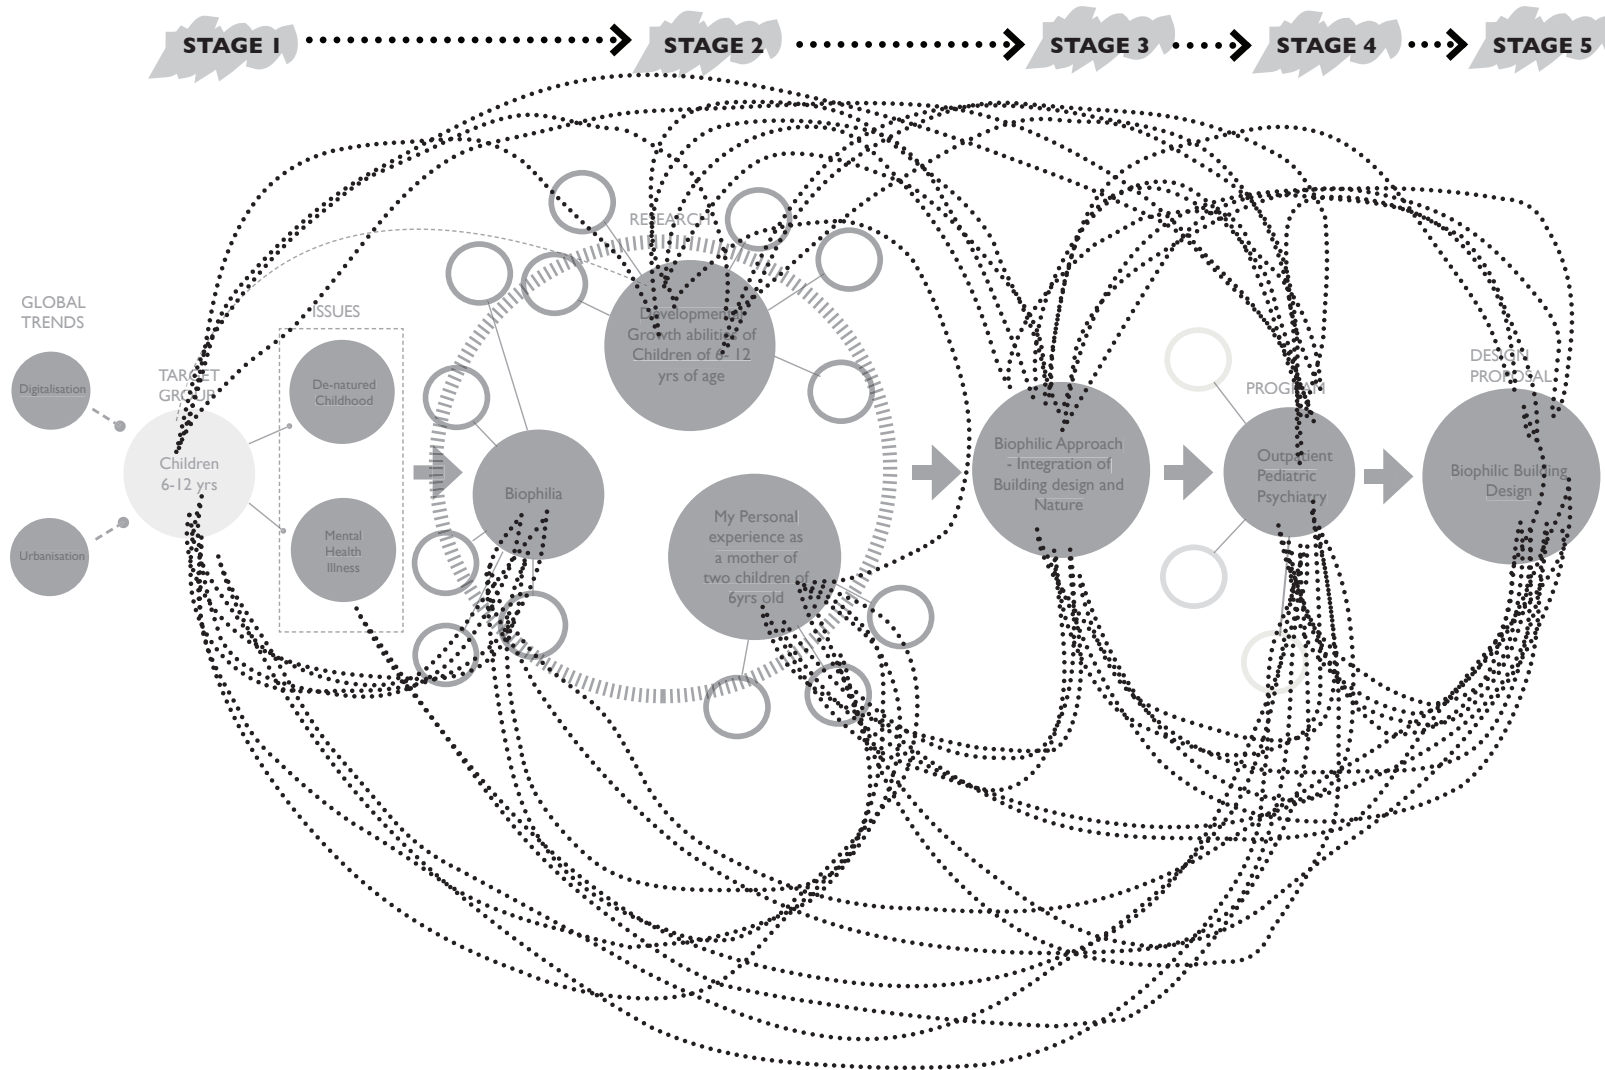 STAGE 1
STAGE 2
STAGE 3
STAGE 4
STAGE 5
GLOBAL
TRENDS
Digitalisation
Urbanisation
TARGET
GROUP
Children
6-12 yrs
ISSUES
De-natured
Childhood
Mental
Health
Illness
RESEARCH
Developmental
Growth abilities of
Children of 6- 12
yrs of age
Biophilia
My Personal
experience as
a mother of
two children of
6yrs old
Biophilic Approach
- Integration of
Building design and
Nature
PROGRAM
Outpatient
Pediatric
Psychiatry
DESIGN
PROPOSAL
Biophilic Building
Design